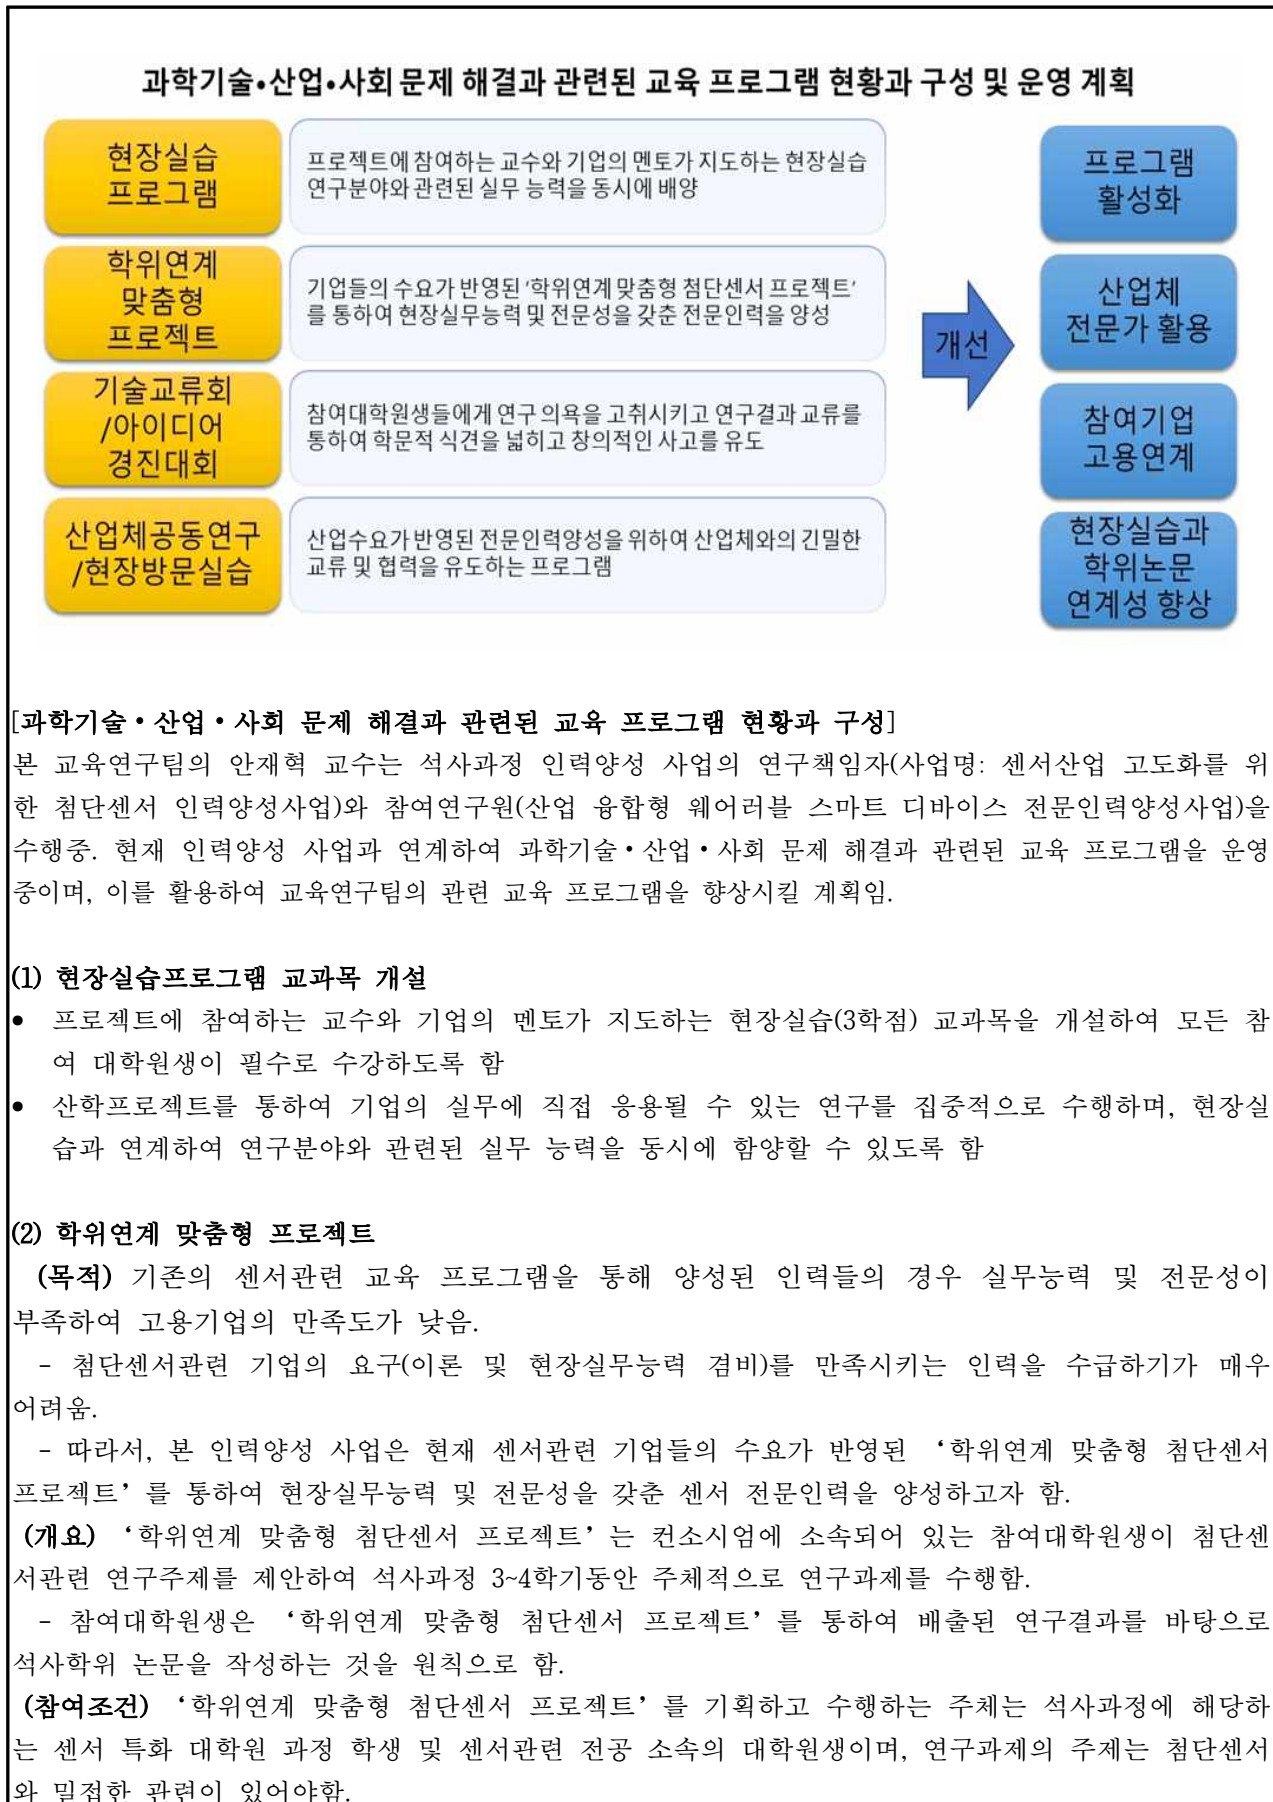 과학기술•산업•사회 문제 해결과 관련된 교육 프로그램 현황과 구성 및 운영 계획
현장실습
프로그램
프로젝트에 참여하는 교수와 기업의 멘토가 지도하는 현장실습
연구분야와 관련된 실무 능력을 동시에 배양
학위연계
맞춤형
프로젝트
기업들의 수요가 반영된 '학위연계 맞춤형 첨단센서 프로젝트'
를 통하여 현장실무능력 및 전문성을 갖춘 전문인력을 양성
기술교류회
/아이디어
경진대회
참여대학원생들에게 연구 의욕을 고취시키고 연구결과 교류를
통하여 학문적 식견을 넓히고 창의적인 사고를 유도
산업체공동연구
/현장방문실습
산업수요가 반영된 전문인력양성을 위하여 산업체와의 긴밀한
교류 및 협력을 유도하는 프로그램
개선
프로그램
활성화
산업체
전문가 활용
참여기업
고용연계
현장실습과
학위논문
연계성 향상
[과학기술•산업•사회 문제 해결과 관련된 교육 프로그램 현황과 구성]
본 교육연구팀의 안재혁 교수는 석사과정 인력양성 사업의 연구책임자(사업명: 센서산업 고도화를 위
한 첨단센서 인력양성사업)와 참여연구원(산업 융합형 웨어러블 스마트 디바이스 전문인력양성사업)을
수행중. 현재 인력양성 사업과 연계하여 과학기술•산업•사회 문제 해결과 관련된 교육 프로그램을 운영
중이며, 이를 활용하여 교육연구팀의 관련 교육 프로그램을 향상시킬 계획임.
(1) 현장실습프로그램 교과목 개설
• 프로젝트에 참여하는 교수와 기업의 멘토가 지도하는 현장실습(3학점) 교과목을 개설하여 모든 참
여 대학원생이 필수로 수강하도록 함
• 산학프로젝트를 통하여 기업의 실무에 직접 응용될 수 있는 연구를 집중적으로 수행하며, 현장실
습과 연계하여 연구분야와 관련된 실무 능력을 동시에 함양할 수 있도록 함
(2) 학위연계 맞춤형 프로젝트
(목적) 기존의 센서관련 교육 프로그램을 통해 양성된 인력들의 경우 실무능력 및 전문성이
부족하여 고용기업의 만족도가 낮음.
- 첨단센서관련 기업의 요구(이론 및 현장실무능력 겸비)를 만족시키는 인력을 수급하기가 매우
어려움.
- 따라서, 본 인력양성 사업은 현재 센서관련 기업들의 수요가 반영된 ‘학위연계 맞춤형 첨단센서
프로젝트’를 통하여 현장실무능력 및 전문성을 갖춘 센서 전문인력을 양성하고자 함.
(개요) ‘학위연계 맞춤형 첨단센서 프로젝트’는 컨소시엄에 소속되어 있는 참여대학원생이 첨단센
서관련 연구주제를 제안하여 석사과정 3~4학기동안 주체적으로 연구과제를 수행함.
- 참여대학원생은 ‘학위연계 맞춤형 첨단센서 프로젝트’를 통하여 배출된 연구결과를 바탕으로
석사학위 논문을 작성하는 것을 원칙으로 함.
(참여조건) ‘학위연계 맞춤형 첨단센서 프로젝트’를 기획하고 수행하는 주체는 석사과정에 해당하
는 센서 특화 대학원 과정 학생 및 센서관련 전공 소속의 대학원생이며, 연구과제의 주제는 첨단센서
와 밀접한 관련이 있어야함.